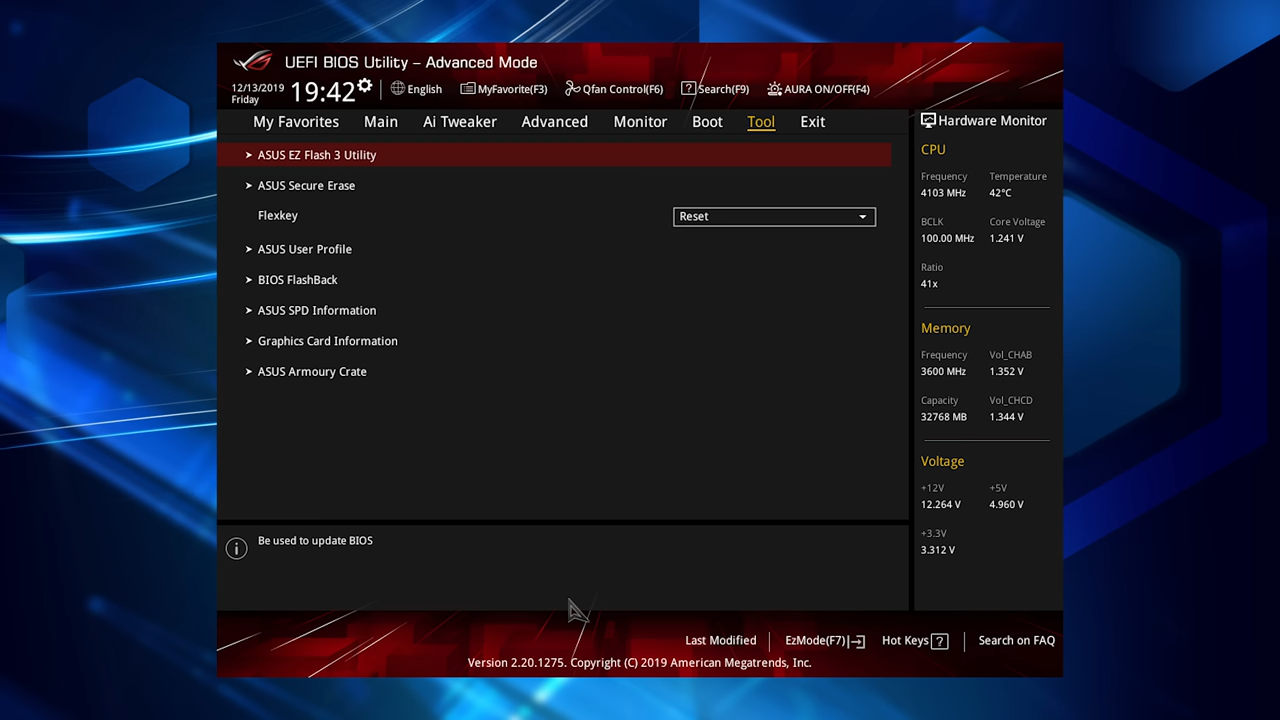 UEFI BIOS Utility – Advanced Mode
12/13/2019
Friday
19:42
English
MyFavorite(F3)
Qfan Control(F6)
? Search(F9)
AURA ON/OFF(F4)
My Favorites Main Ai Tweaker Advanced Monitor Boot Tool Exit
ASUS EZ Flash 3 Utility
ASUS Secure Erase
Flexkey Reset
ASUS User Profile
BIOS FlashBack
ASUS SPD Information
Graphics Card Information
ASUS Armoury Crate
Be used to update BIOS
Hardware Monitor
CPU
Frequency Temperature
4103 MHz 42°C
BCLK Core Voltage
100.00 MHz 1.241 V
Ratio
41x
Memory
Frequency Vol_CHAB
3600 MHz 1.352 V
Capacity Vol_CHCD
32768 MB 1.344 V
Voltage
+12V +5V
12.264 V 4.960 V
+3.3V
3.312 V
Last Modified EzMode(F7) Hot Keys ? Search on FAQ
Version 2.20.1275. Copyright (C) 2019 American Megatrends, Inc.